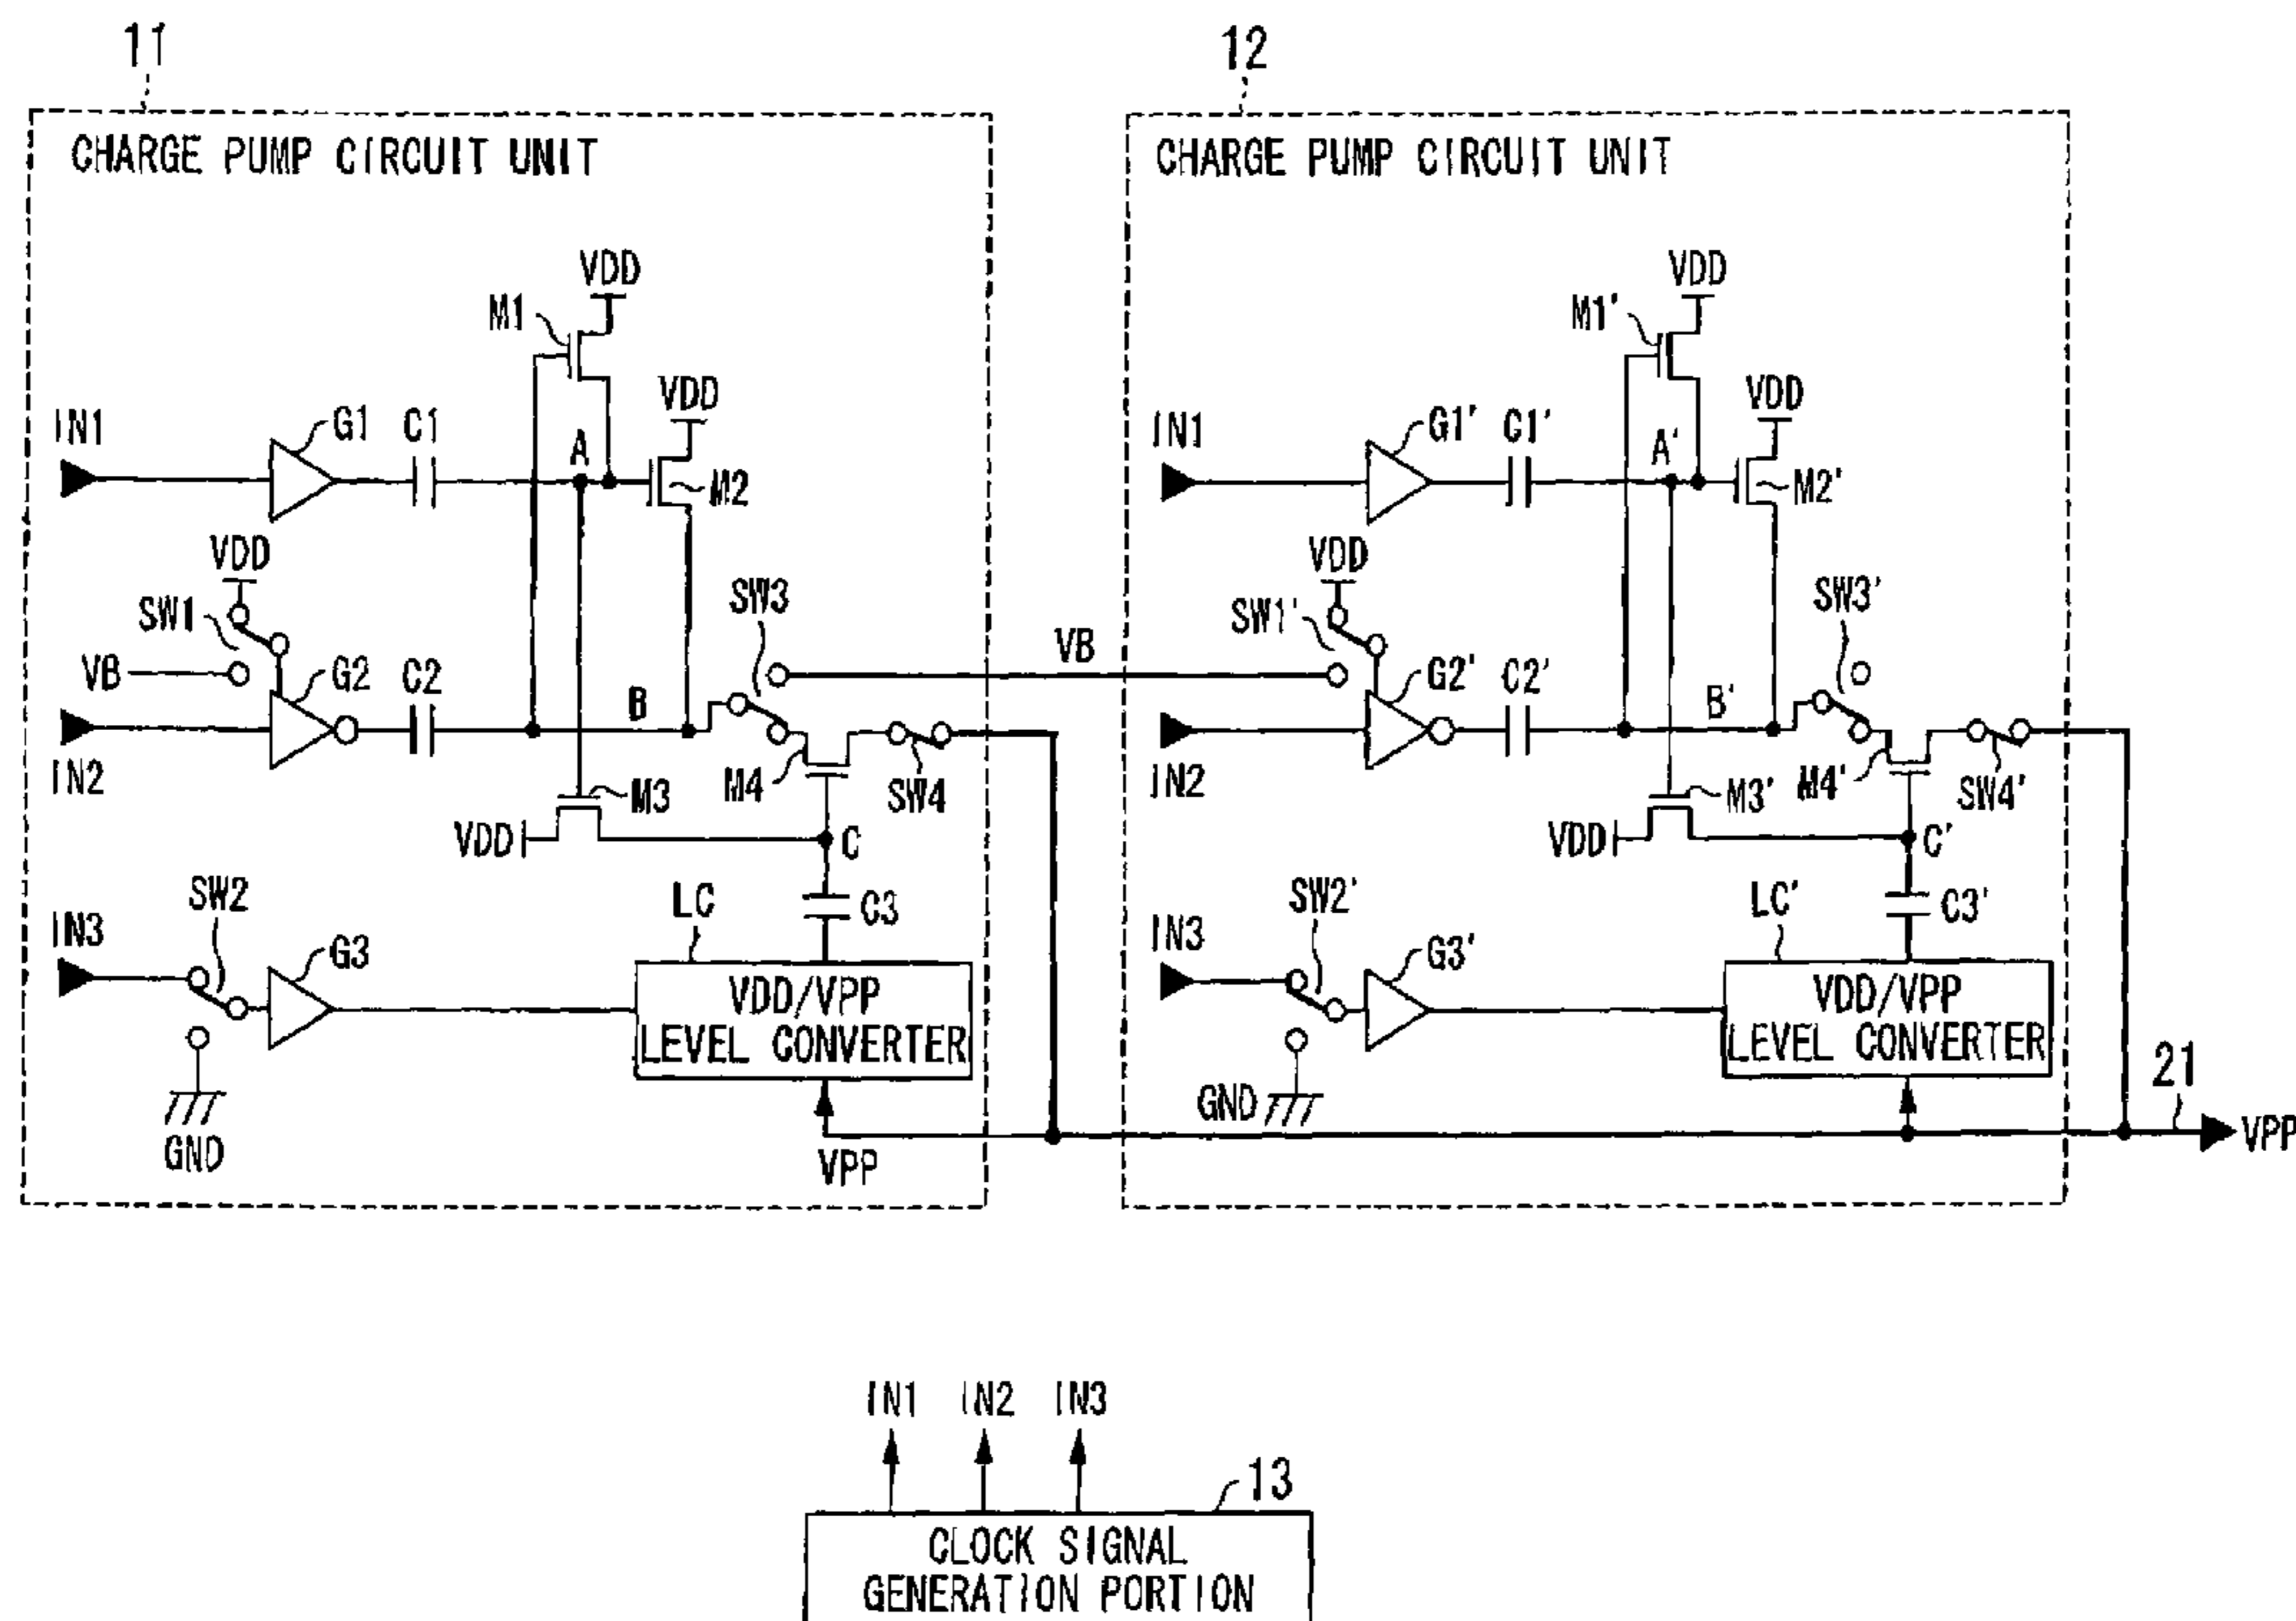 11
12
CHARGE PUMP CIRCUIT UNIT
CHARGE PUMP CIRCUIT UNIT
VDD
M1
VDD
M2
IN1
G1
C1
A
VDD
SW1
VB
G2
C2
B
IN2
SW3
M4
SW4
M3
VDD
C
C3
IN3
SW2
G3
GND
LC
VDD/VPP
LEVEL CONVERTER
VPP
VB
VDD
M1'
VDD
M2'
IN1
G1'
C1'
A'
VDD
SW1'
G2'
C2'
B'
IN2
SW3'
M4'
SW4'
M3'
VDD
C'
C3'
IN3
SW2'
G3'
GND
LC'
VDD/VPP
LEVEL CONVERTER
21
VPP
IN1 IN2 IN3
13
CLOCK SIGNAL
GENERATION PORTION